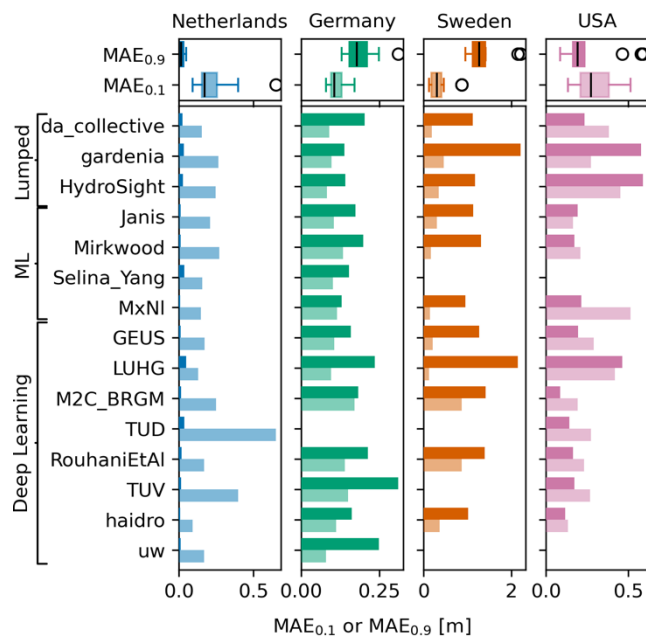 Netherlands Germany Sweden USA
MAE0.9
MAE0.1
Lumped
da_collective
gardenia
HydroSight
ML
Janis
Mirkwood
Selina_Yang
MxNl
Deep Learning
GEUS
LUHG
M2C_BRGM
TUD
RouhaniEtAl
TUV
haidro
uw
0.0 0.5 0.00 0.25 0 2 0.0 0.5
MAE0.1 or MAE0.9 [m]